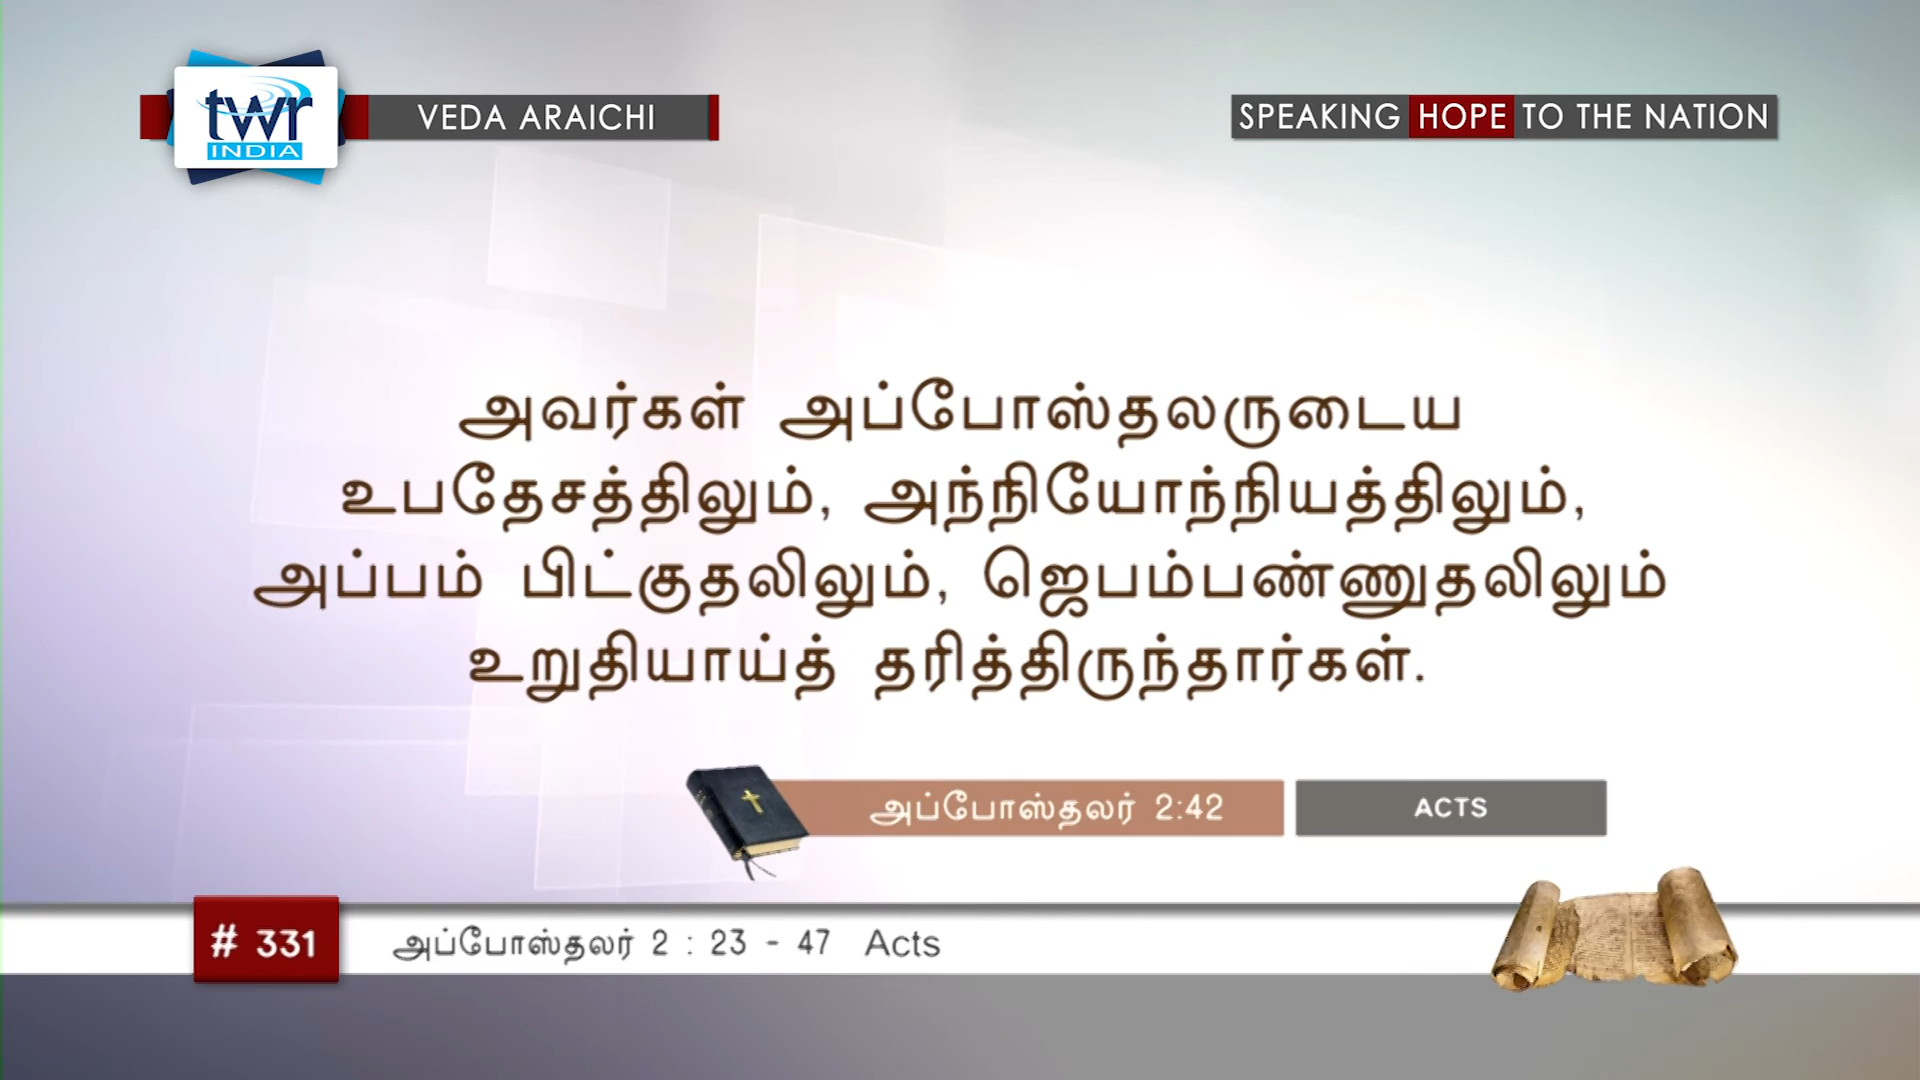 twr
INDIA
VEDA ARAICHI
SPEAKING HOPE TO THE NATION
அவர்கள் அப்போஸ்தலருடைய
உபதேசத்திலும், அந்நியோந்நியத்திலும்,
அப்பம் பிட்குதலிலும், ஜெபம்பண்ணுதலிலும்
உறுதியாய்த் தரித்திருந்தார்கள்.
அப்போஸ்தலர் 2:42 ACTS
# 331 அப்போஸ்தலர் 2 : 23 - 47 Acts